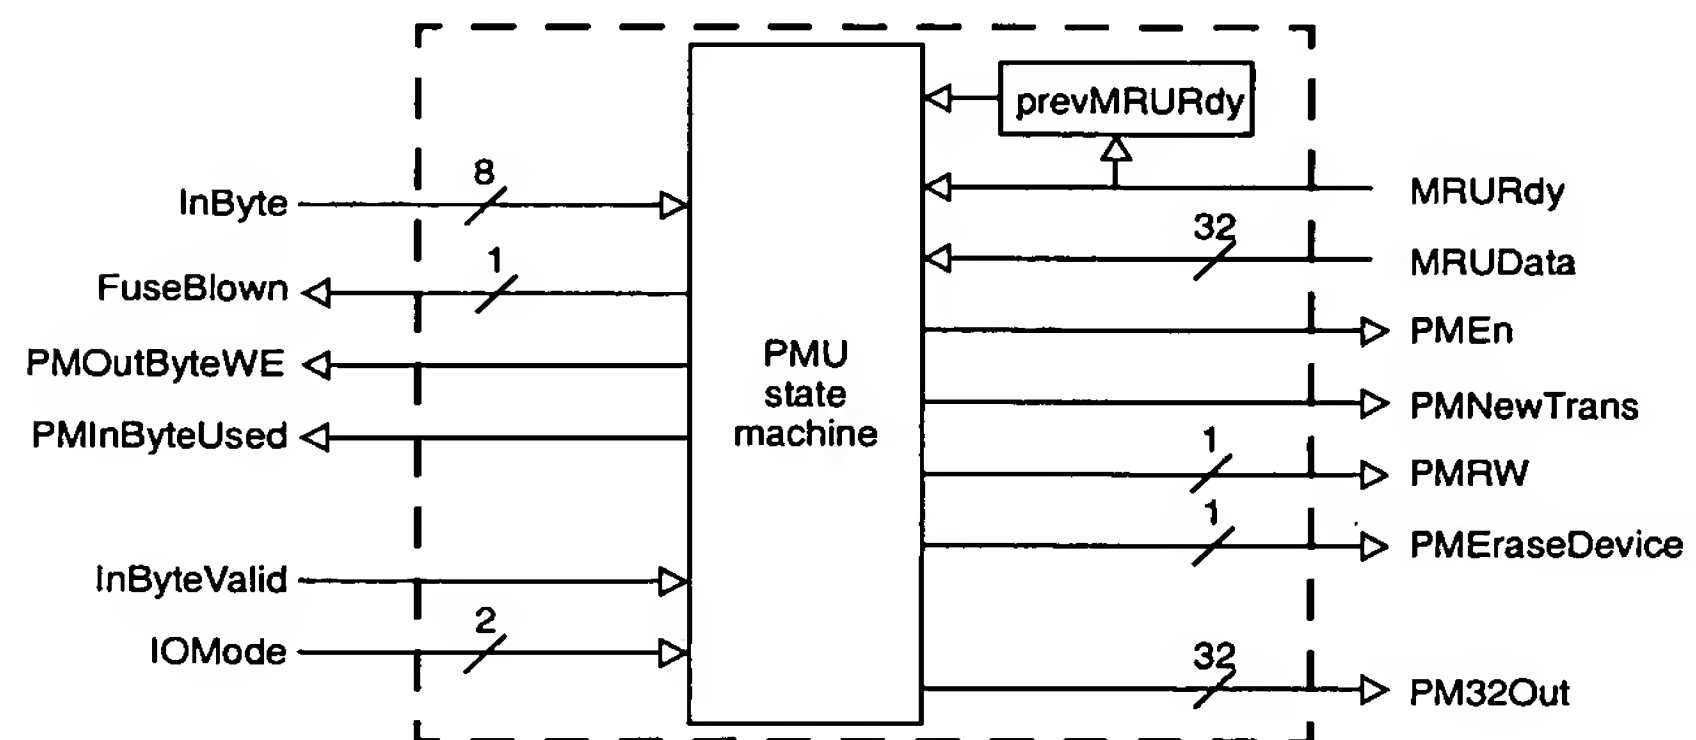 prevMRURdy
8
InByte
MRURdy
32
1
MRUData
FuseBlown
PMEn
PMU
state
machine
PMOutByteWE
PMNewTrans
PMInByteUsed
1
PMRW
1
PMEraseDevice
InByteValid
2
IOMode
32
PM32Out